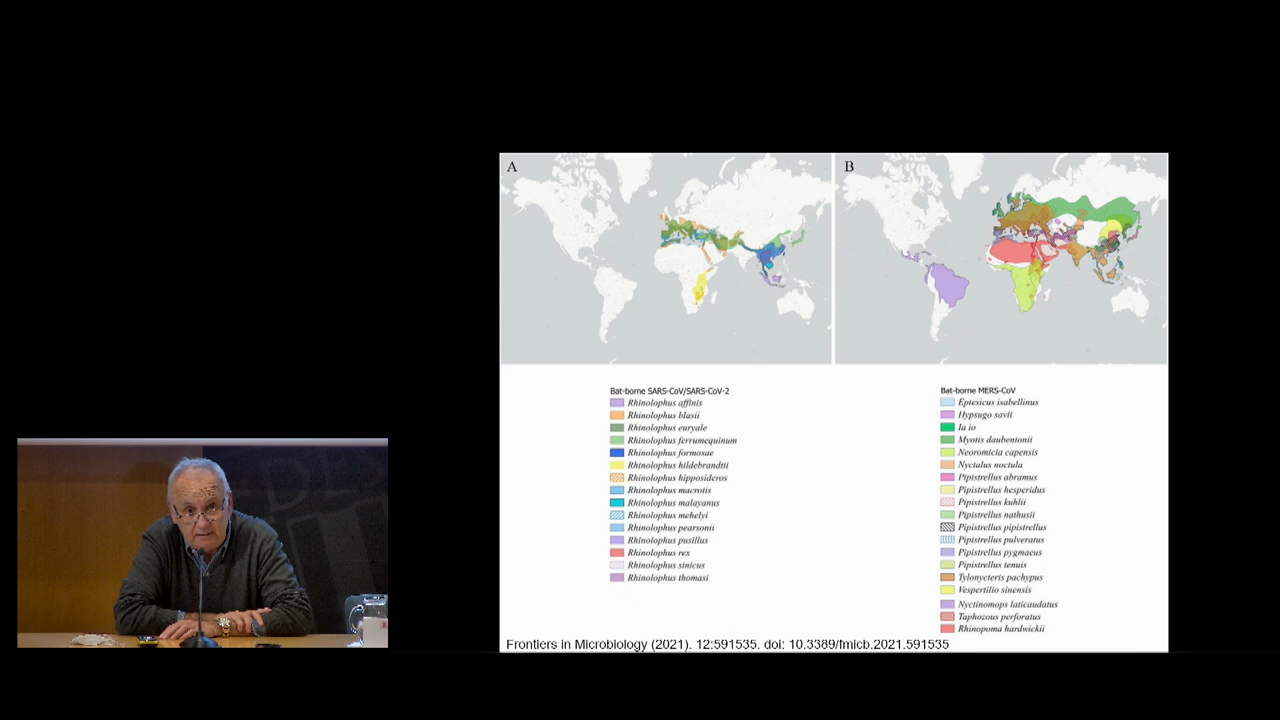 A
B
Bat-borne SARS-CoV/SARS-CoV-2
Rhinolophus affinis
Rhinolophus blasii
Rhinolophus euryale
Rhinolophus ferrumequinum
Rhinolophus formosae
Rhinolophus hildebrandtii
Rhinolophus hipposideros
Rhinolophus macrotis
Rhinolophus malayanus
Rhinolophus mehelyi
Rhinolophus pearsonii
Rhinolophus pusillus
Rhinolophus rex
Rhinolophus sinicus
Rhinolophus thomasi
Bat-borne MERS-CoV
Eptesicus isabellinus
Hypsugo savii
Ia io
Myotis daubentonii
Neoromicia capensis
Nyctalus noctula
Pipistrellus abramus
Pipistrellus hesperidus
Pipistrellus kuhlii
Pipistrellus nathusii
Pipistrellus pipistrellus
Pipistrellus pulveratus
Pipistrellus pygmaeus
Pipistrellus tenuis
Tylonycteris pachypus
Vespertilio sinensis
Nyctinomops laticaudatus
Taphozous perforatus
Rhinopoma hardwickii
Frontiers in Microbiology (2021). 12:591535. doi: 10.3389/fmicb.2021.591535